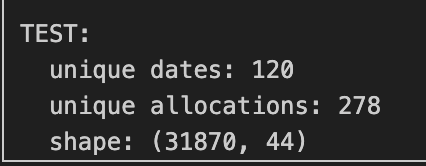 TEST:
unique dates: 120
unique allocations: 278
shape: (31870, 44)